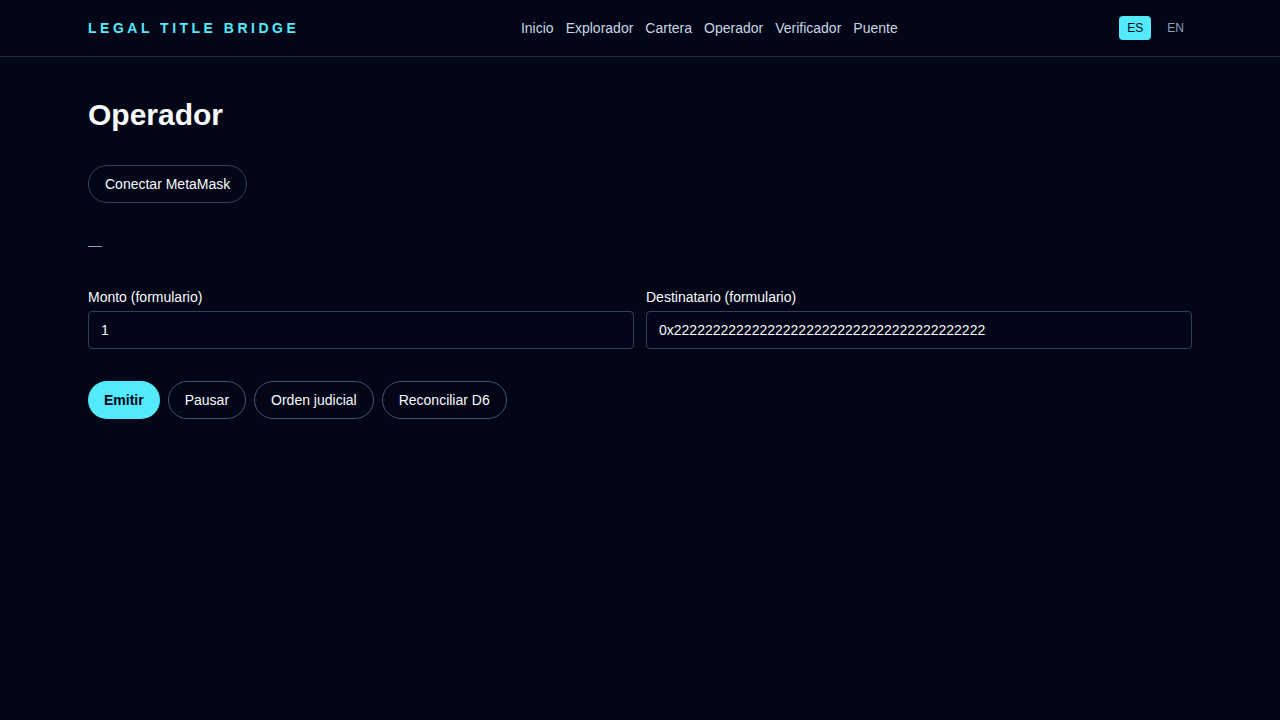 LEGAL TITLE BRIDGE
Inicio Explorador Cartera Operador Verificador Puente
ES EN
Operador
Conectar MetaMask
—
Monto (formulario) Destinatario (formulario)
1 0x2222222222222222222222222222222222222222
Emitir Pausar Orden judicial Reconciliar D6